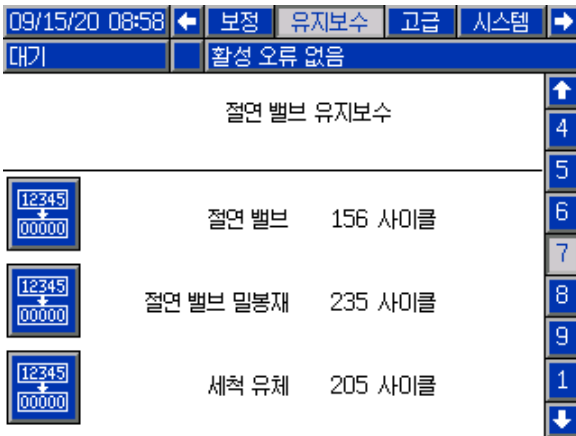 09/15/20 08:58 보정 유지보수 고급 시스템
대기 활성 오류 없음
절연 밸브 유지보수
4
5
12345
00000
절연 밸브 156 사이클
6
7
12345
00000
절연 밸브 밀봉재 235 사이클
8
9
12345
00000
세척 유체 205 사이클
1